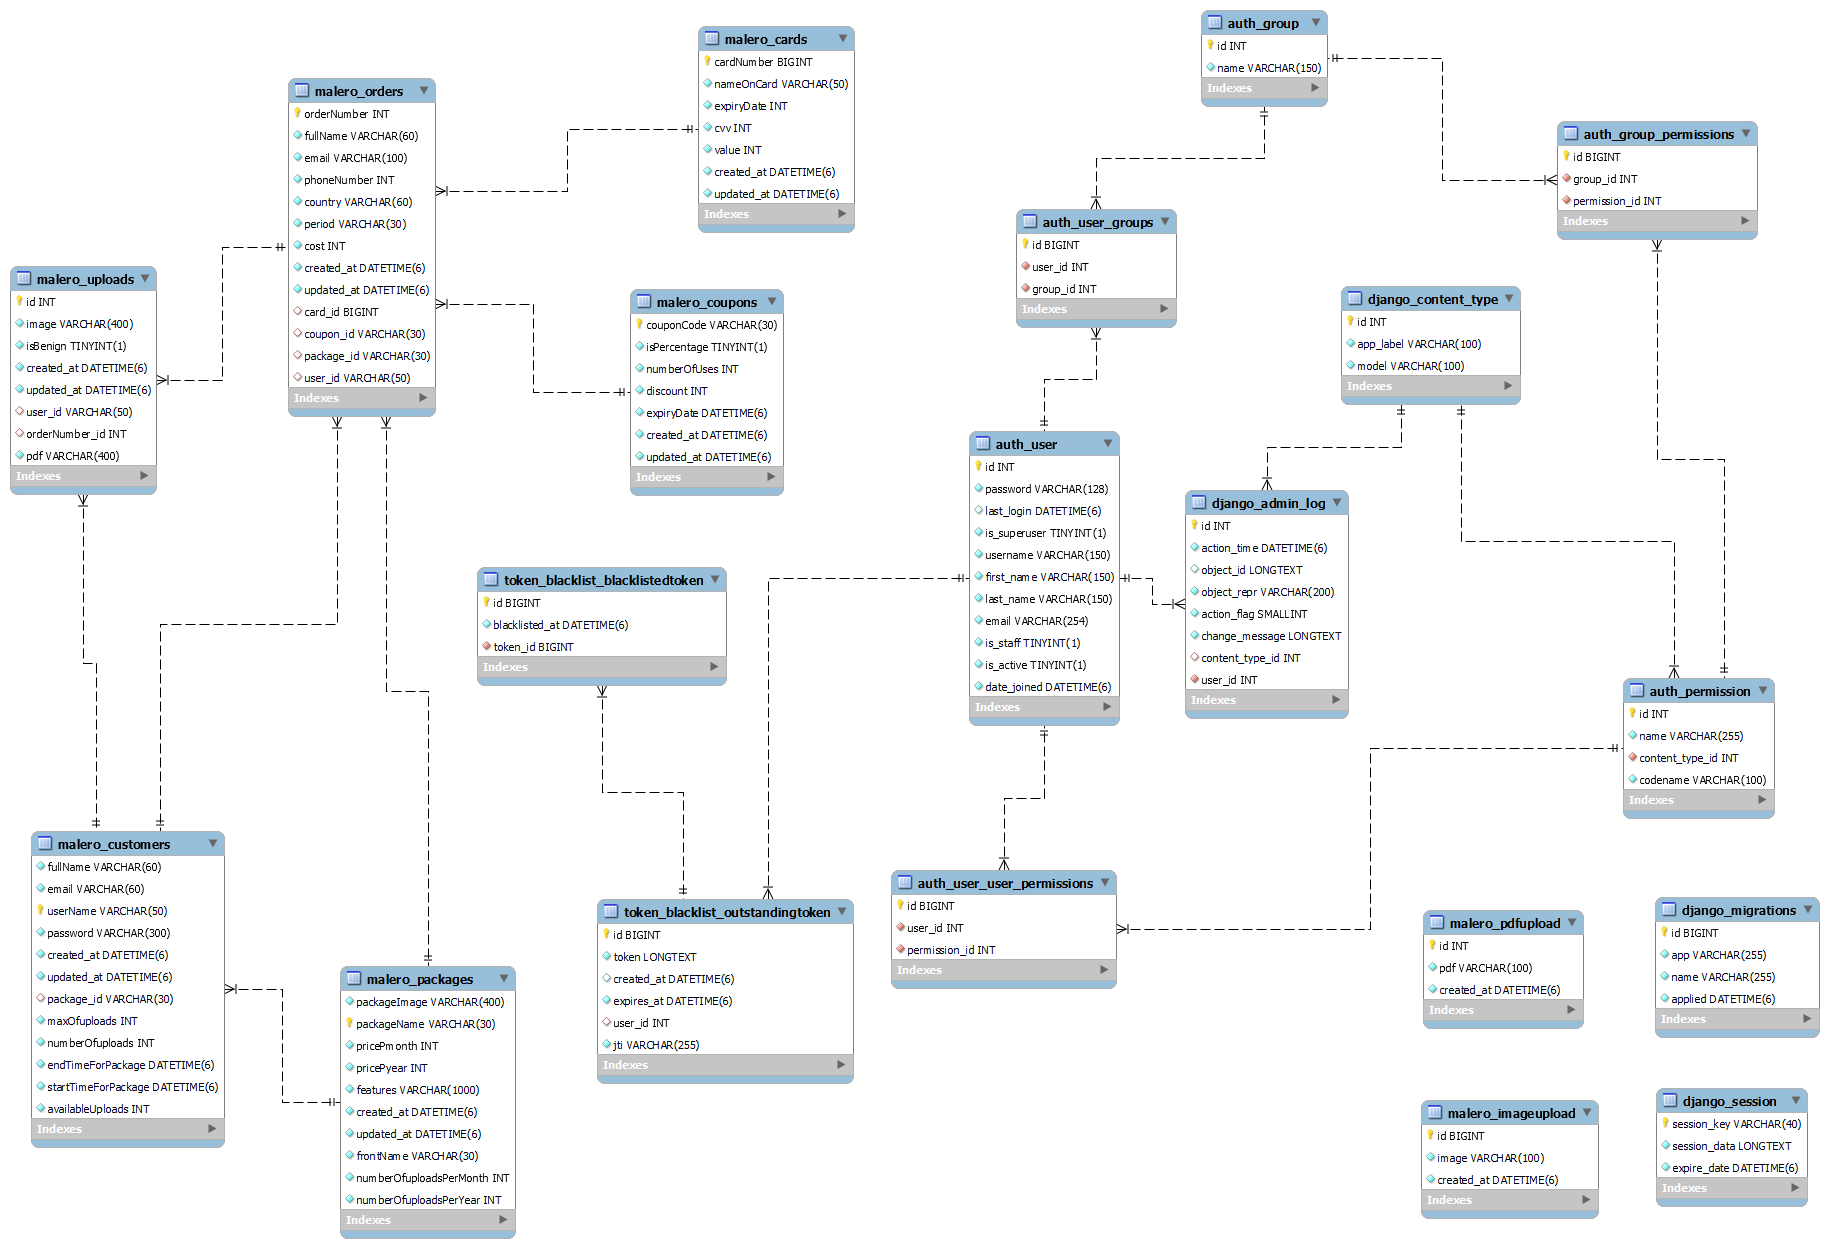 malero_cards
cardNumber BIGINT
nameOnCard VARCHAR(50)
expiryDate INT
cvv INT
value INT
created_at DATETIME(6)
updated_at DATETIME(6)
Indexes
malero_orders
orderNumber INT
fullName VARCHAR(60)
email VARCHAR(100)
phoneNumber INT
country VARCHAR(60)
period VARCHAR(30)
cost INT
created_at DATETIME(6)
updated_at DATETIME(6)
card_id BIGINT
coupon_id VARCHAR(30)
package_id VARCHAR(30)
user_id VARCHAR(50)
Indexes
malero_uploads
id INT
image VARCHAR(400)
isBenign TINYINT(1)
created_at DATETIME(6)
updated_at DATETIME(6)
user_id VARCHAR(50)
orderNumber_id INT
pdf VARCHAR(400)
Indexes
malero_coupons
couponCode VARCHAR(30)
isPercentage TINYINT(1)
numberOfUses INT
discount INT
expiryDate DATETIME(6)
created_at DATETIME(6)
updated_at DATETIME(6)
Indexes
auth_group
id INT
name VARCHAR(150)
Indexes
auth_group_permissions
id BIGINT
group_id INT
permission_id INT
Indexes
auth_user_groups
id BIGINT
user_id INT
group_id INT
Indexes
django_content_type
id INT
app_label VARCHAR(100)
model VARCHAR(100)
Indexes
auth_user
id INT
password VARCHAR(128)
last_login DATETIME(6)
is_superuser TINYINT(1)
username VARCHAR(150)
first_name VARCHAR(150)
last_name VARCHAR(150)
email VARCHAR(254)
is_staff TINYINT(1)
is_active TINYINT(1)
date_joined DATETIME(6)
Indexes
django_admin_log
id INT
action_time DATETIME(6)
object_id LONGTEXT
object_repr VARCHAR(200)
action_flag SMALLINT
change_message LONGTEXT
content_type_id INT
user_id INT
Indexes
token_blacklist_blacklistedtoken
id BIGINT
blacklisted_at DATETIME(6)
token_id BIGINT
Indexes
auth_permission
id INT
name VARCHAR(255)
content_type_id INT
codename VARCHAR(100)
Indexes
malero_customers
fullName VARCHAR(60)
email VARCHAR(60)
userName VARCHAR(50)
password VARCHAR(300)
created_at DATETIME(6)
updated_at DATETIME(6)
package_id VARCHAR(30)
maxOfuploads INT
numberOfuploads INT
endTimeForPackage DATETIME(6)
startTimeForPackage DATETIME(6)
availableUploads INT
Indexes
malero_packages
packageImage VARCHAR(400)
packageName VARCHAR(30)
pricePmonth INT
pricePyear INT
features VARCHAR(1000)
created_at DATETIME(6)
updated_at DATETIME(6)
frontName VARCHAR(30)
numberOfuploadsPerMonth INT
numberOfuploadsPerYear INT
Indexes
token_blacklist_outstandingtoken
id BIGINT
token LONGTEXT
created_at DATETIME(6)
expires_at DATETIME(6)
user_id INT
jti VARCHAR(255)
Indexes
auth_user_user_permissions
id BIGINT
user_id INT
permission_id INT
Indexes
malero_pdfupload
id INT
pdf VARCHAR(100)
created_at DATETIME(6)
Indexes
django_migrations
id BIGINT
app VARCHAR(255)
name VARCHAR(255)
applied DATETIME(6)
Indexes
malero_imageupload
id BIGINT
image VARCHAR(100)
created_at DATETIME(6)
Indexes
django_session
session_key VARCHAR(40)
session_data LONGTEXT
expire_date DATETIME(6)
Indexes